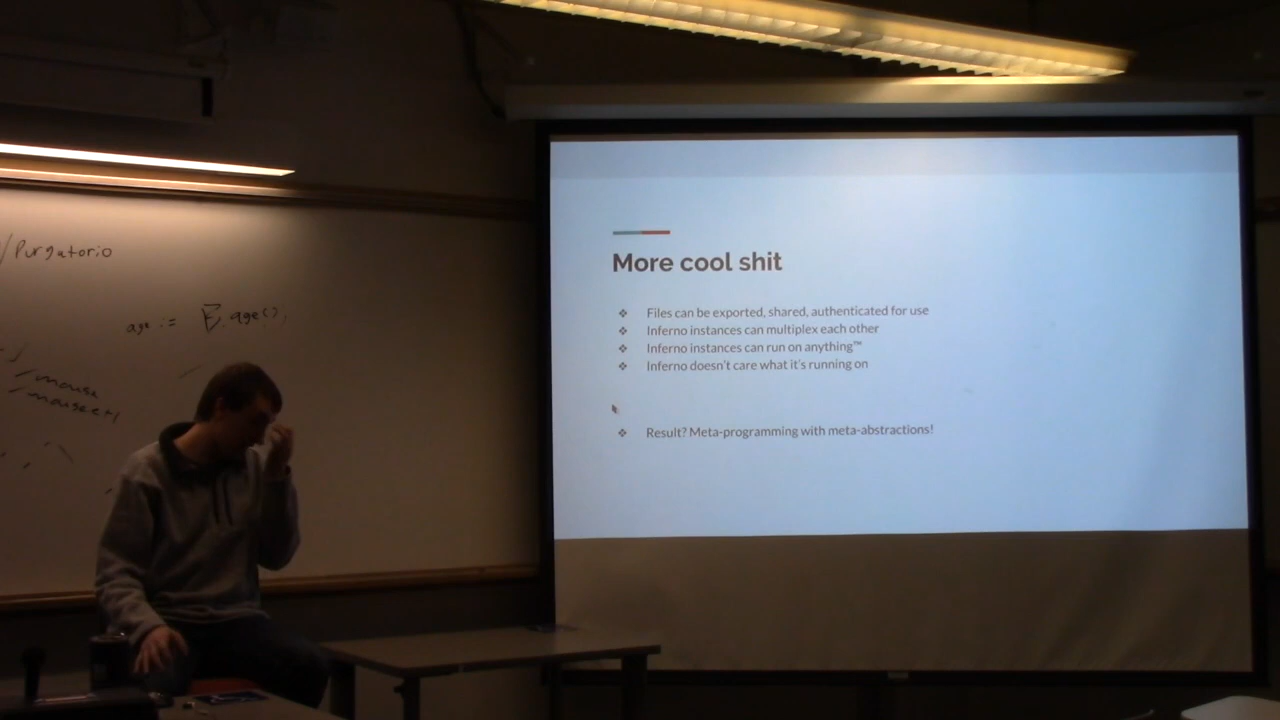 /Purgatorio
age := E.age();
/mouse
/mousectl
More cool shit
❖ Files can be exported, shared, authenticated for use
❖ Inferno instances can multiplex each other
❖ Inferno instances can run on anything™
❖ Inferno doesn't care what it's running on
❖ Result? Meta-programming with meta-abstractions!